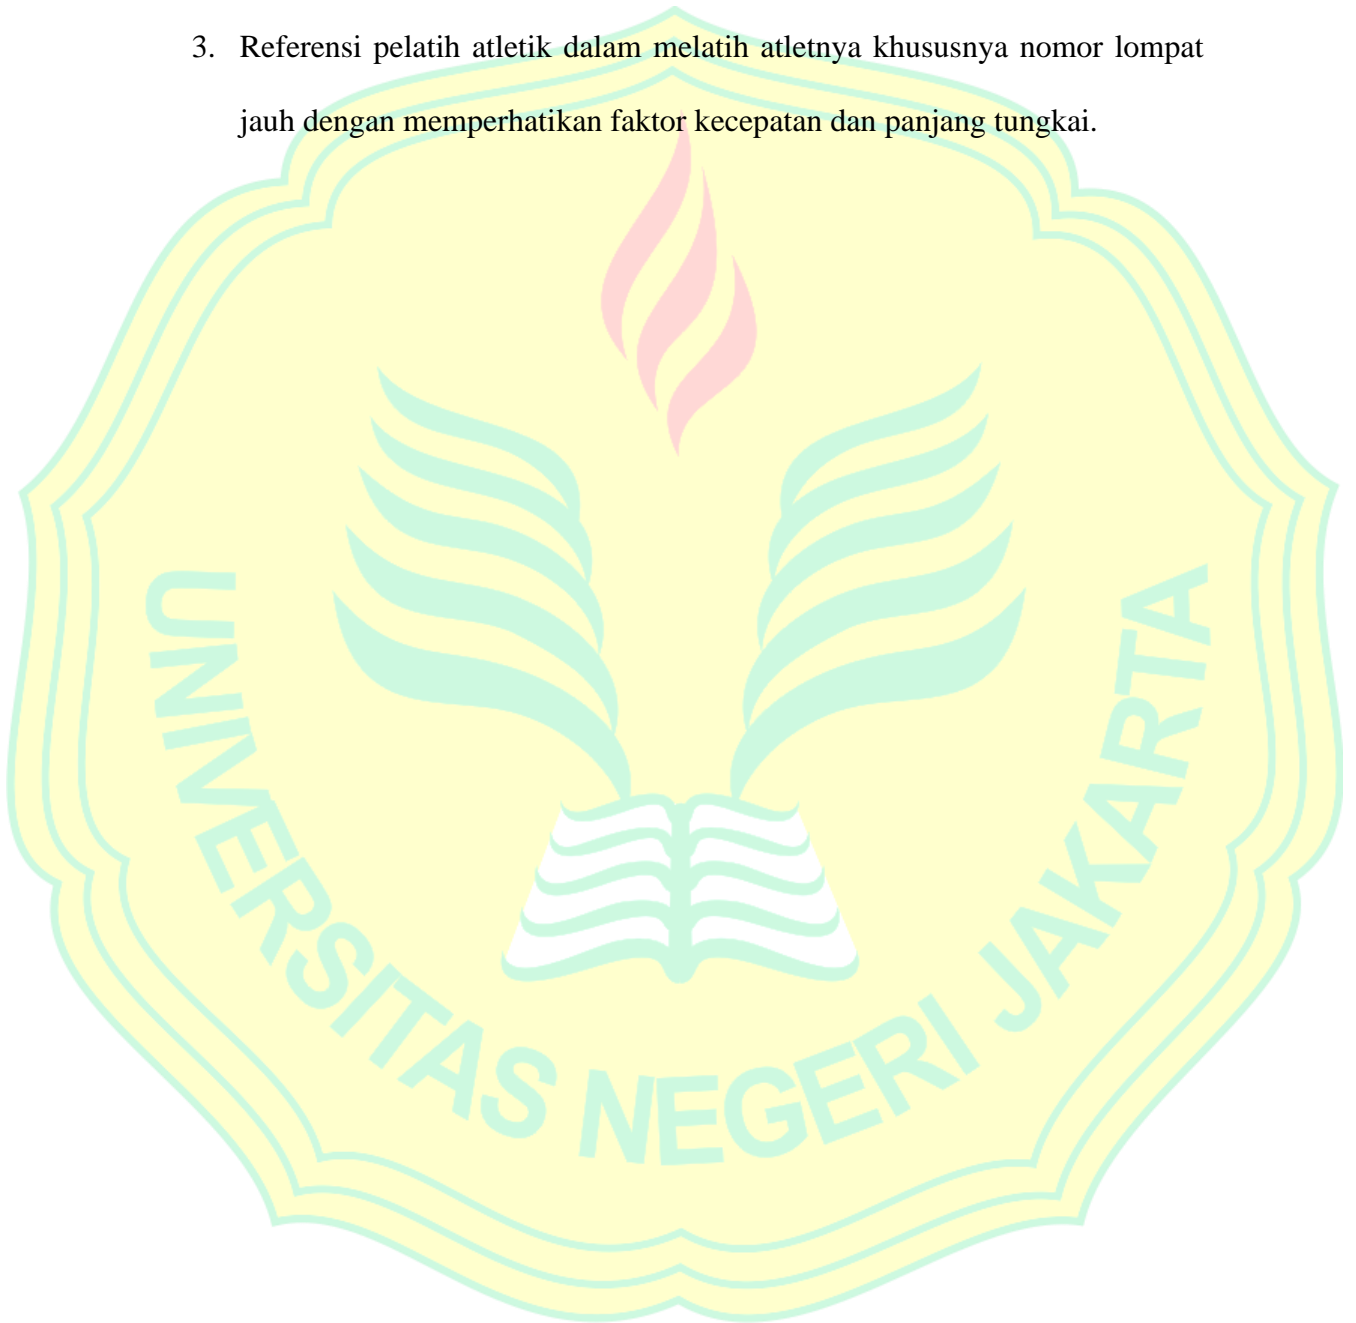 3. Referensi pelatih atletik dalam melatih atletnya khususnya nomor lompat
jauh dengan memperhatikan faktor kecepatan dan panjang tungkai.
UNIVERSITAS NEGERI JAKARTA